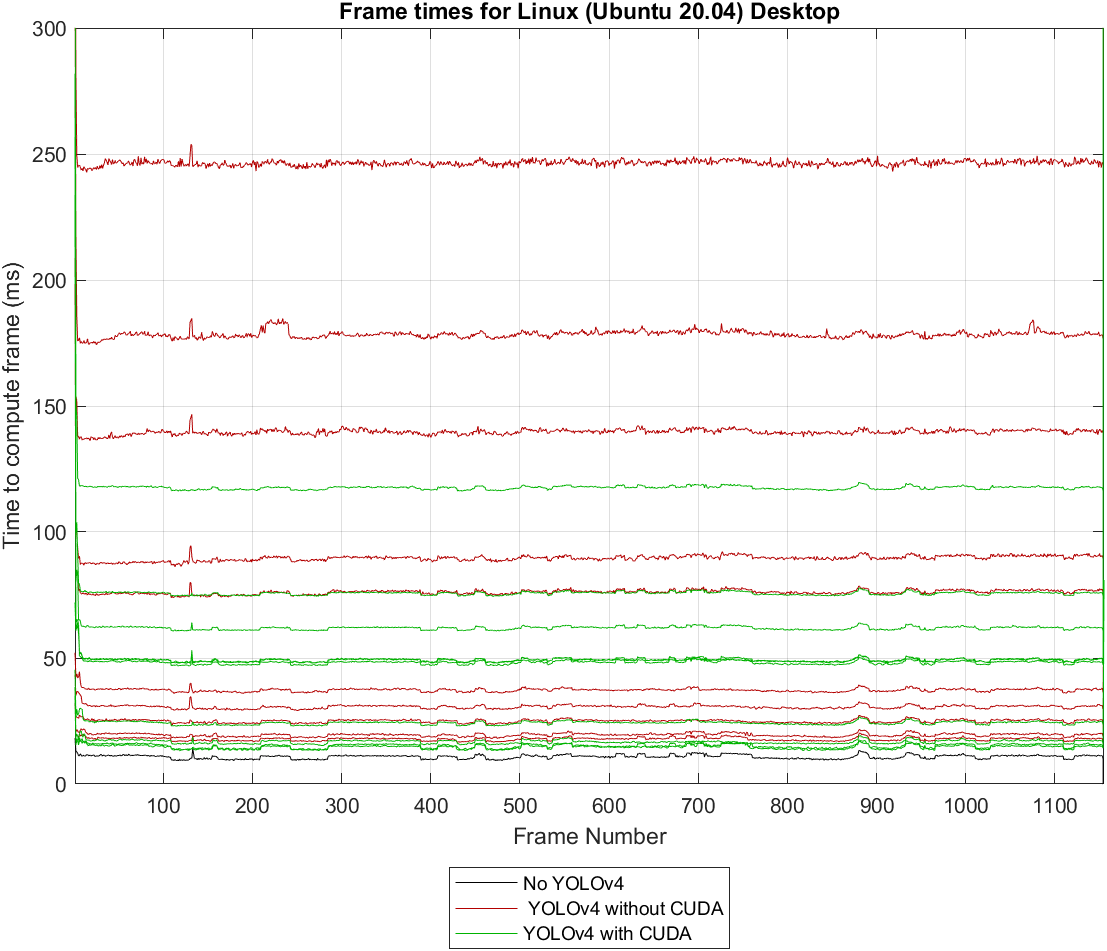 Frame times for Linux (Ubuntu 20.04) Desktop
Time to compute frame (ms)
300
250
200
150
100
50
0
100 200 300 400 500 600 700 800 900 1000 1100
Frame Number
No YOLOv4
YOLOv4 without CUDA
YOLOv4 with CUDA